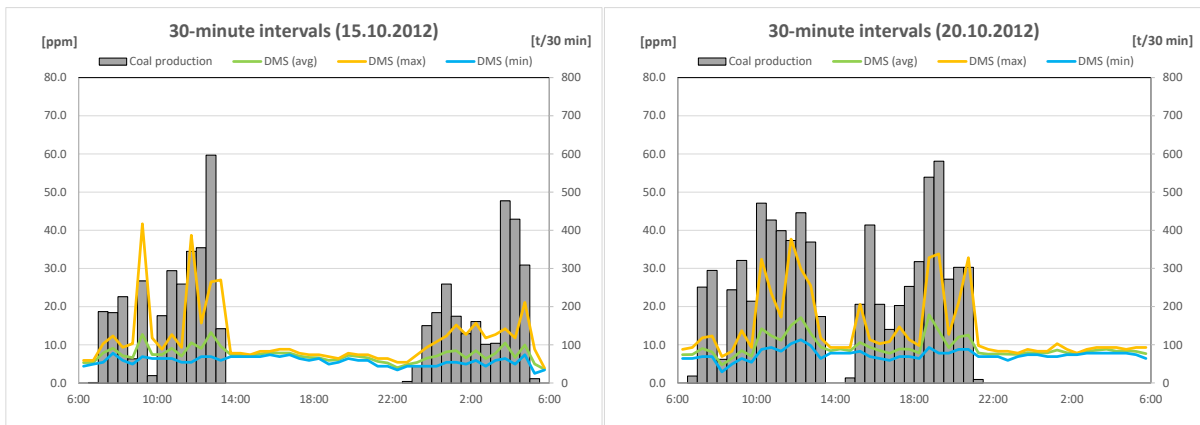 30-minute intervals (15.10.2012)
[ppm] [t/30 min]
Coal production DMS (avg) DMS (max) DMS (min)
80.0 800
70.0 700
60.0 600
50.0 500
40.0 400
30.0 300
20.0 200
10.0 100
0.0 0
6:00 10:00 14:00 18:00 22:00 2:00 6:00
30-minute intervals (20.10.2012)
[ppm] [t/30 min]
Coal production DMS (avg) DMS (max) DMS (min)
80.0 800
70.0 700
60.0 600
50.0 500
40.0 400
30.0 300
20.0 200
10.0 100
0.0 0
6:00 10:00 14:00 18:00 22:00 2:00 6:00